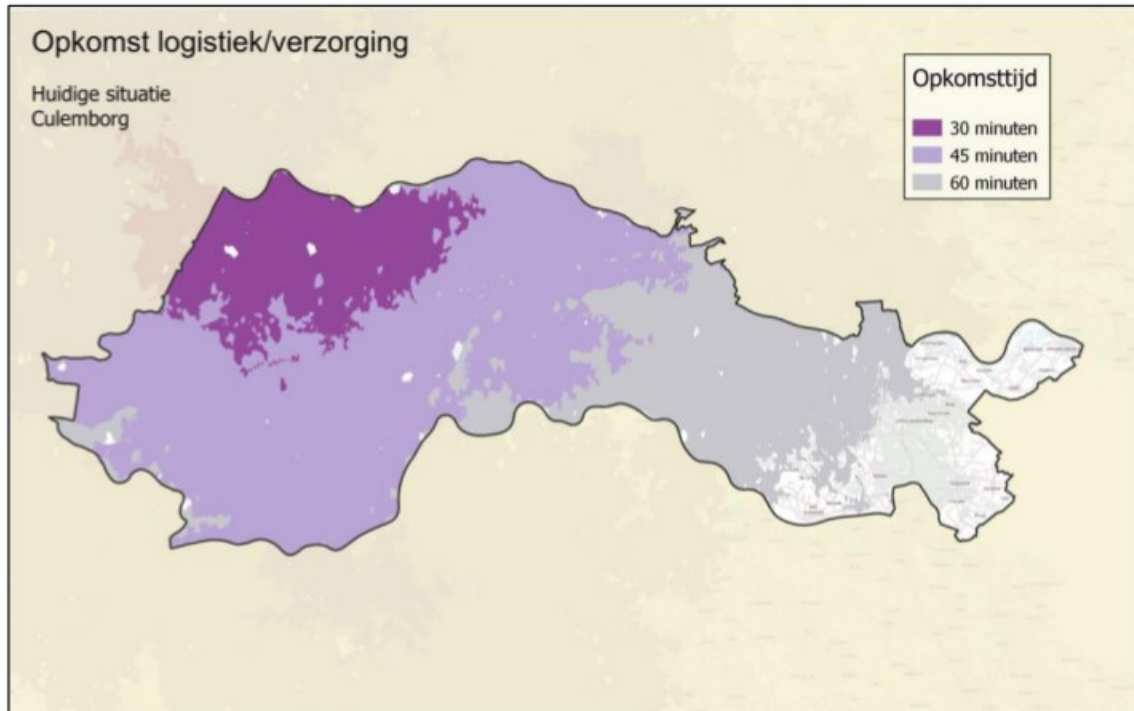 Opkomst logistiek/verzorging
Huidige situatie
Culemborg
Opkomsttijd
30 minuten
45 minuten
60 minuten